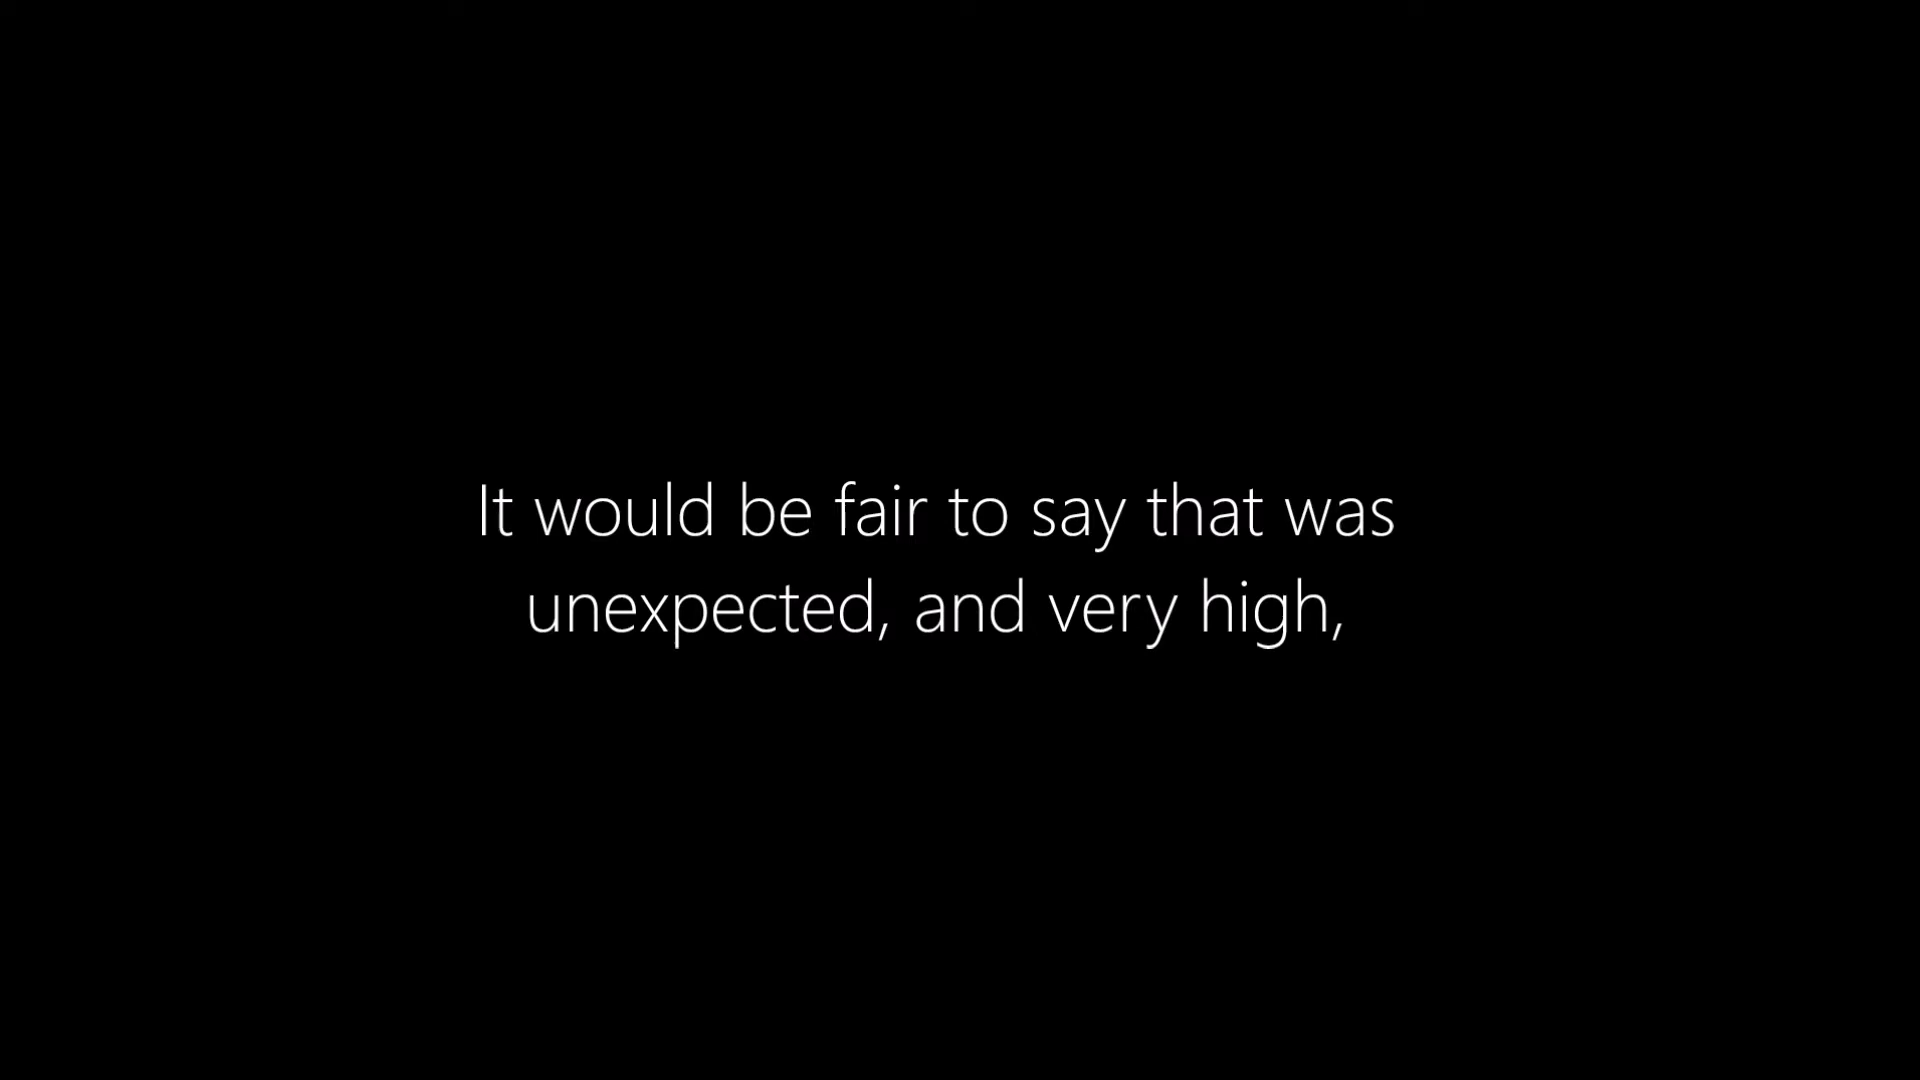 It would be fair to say that was
unexpected, and very high,